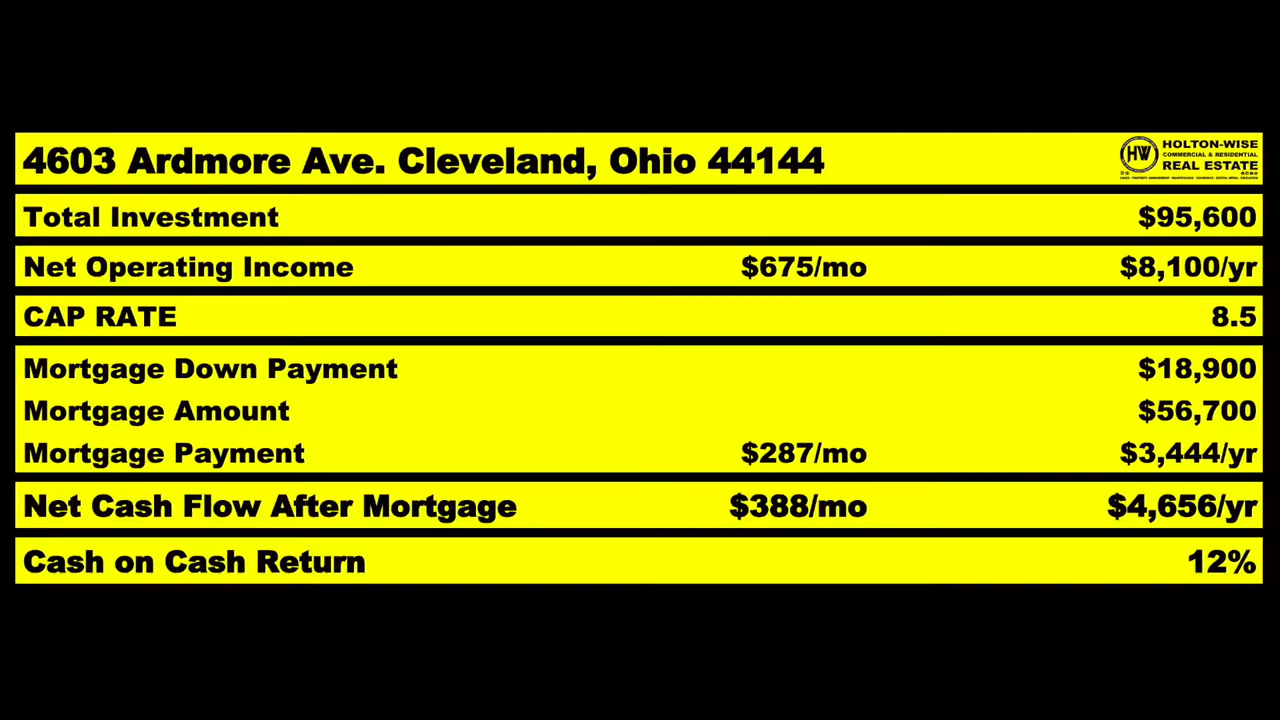 4603 Ardmore Ave. Cleveland, Ohio 44144
HW
HOLTON-WISE
COMMERCIAL & RESIDENTIAL
REAL ESTATE
Total Investment $95,600
Net Operating Income $675/mo $8,100/yr
CAP RATE 8.5
Mortgage Down Payment $18,900
Mortgage Amount $56,700
Mortgage Payment $287/mo $3,444/yr
Net Cash Flow After Mortgage $388/mo $4,656/yr
Cash on Cash Return 12%